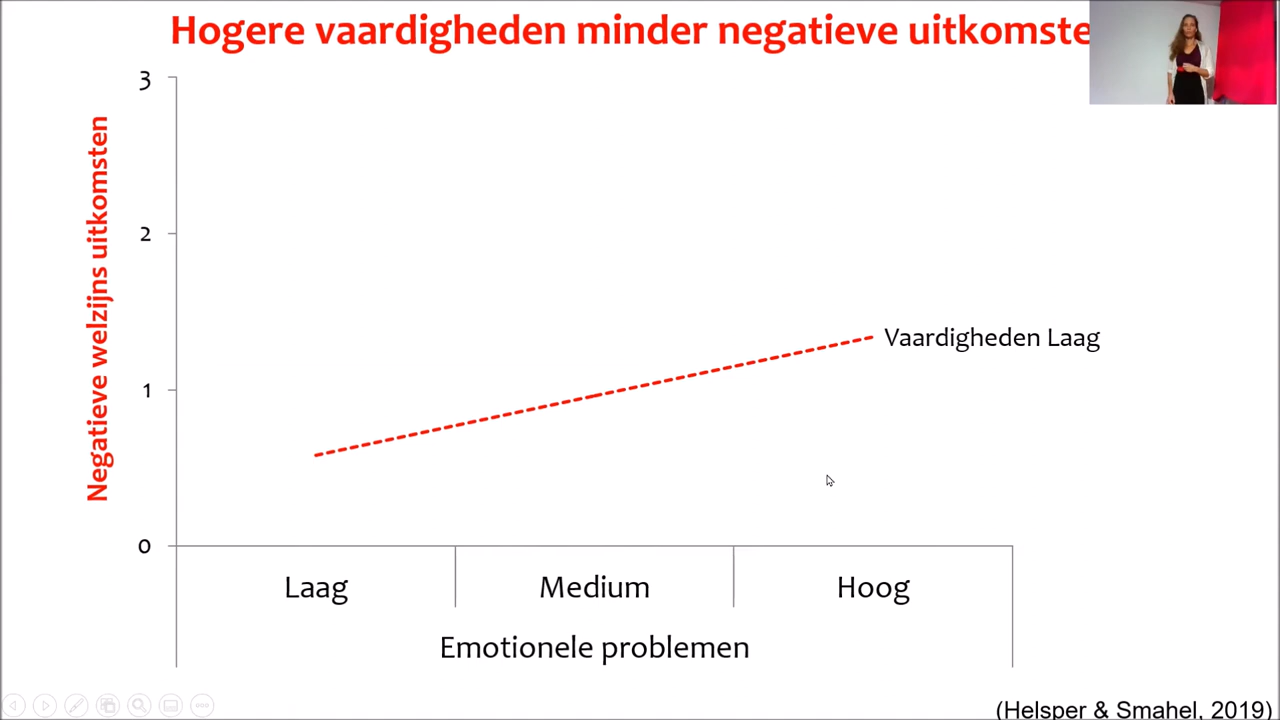 Hogere vaardigheden minder negatieve uitkomste
3
2
1
0
Negatieve welzijns uitkomsten
Vaardigheden Laag
Laag
Medium
Hoog
Emotionele problemen
(Helsper & Smahel, 2019)